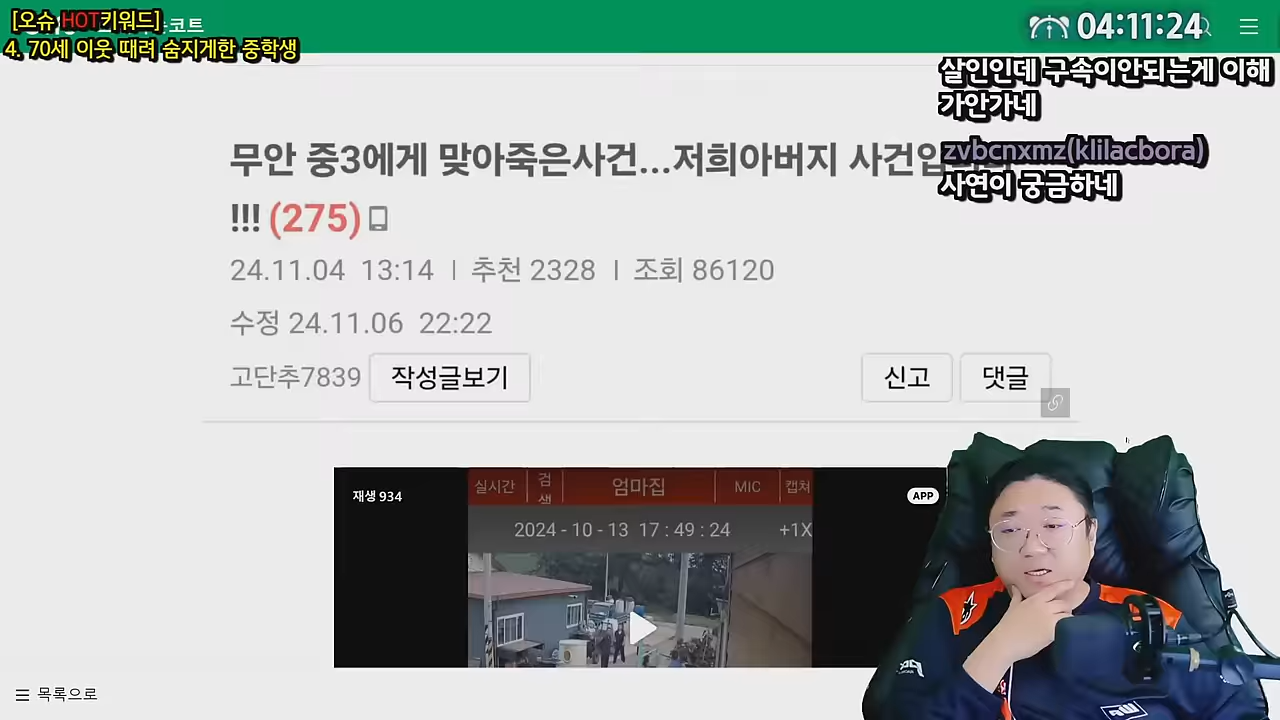 [오슈 HOT키워드]
코트
4. 70세 이웃 때려 숨지게한 중학생
04:11:24
살인인데 구속이안되는게 이해
가안가네
zvbcnxmz(klilacbora)
사연이 궁금하네
무안 중3에게 맞아죽은사건...저희아버지 사건입
!!! (275)
24.11.04 13:14 | 추천 2328 | 조회 86120
수정 24.11.06 22:22
고단추7839 작성글보기 신고 댓글
재생 934
실시간 검색 엄마집 MIC 캡쳐
APP
2024-10-13 17:49:24 +1X
☰ 목록으로